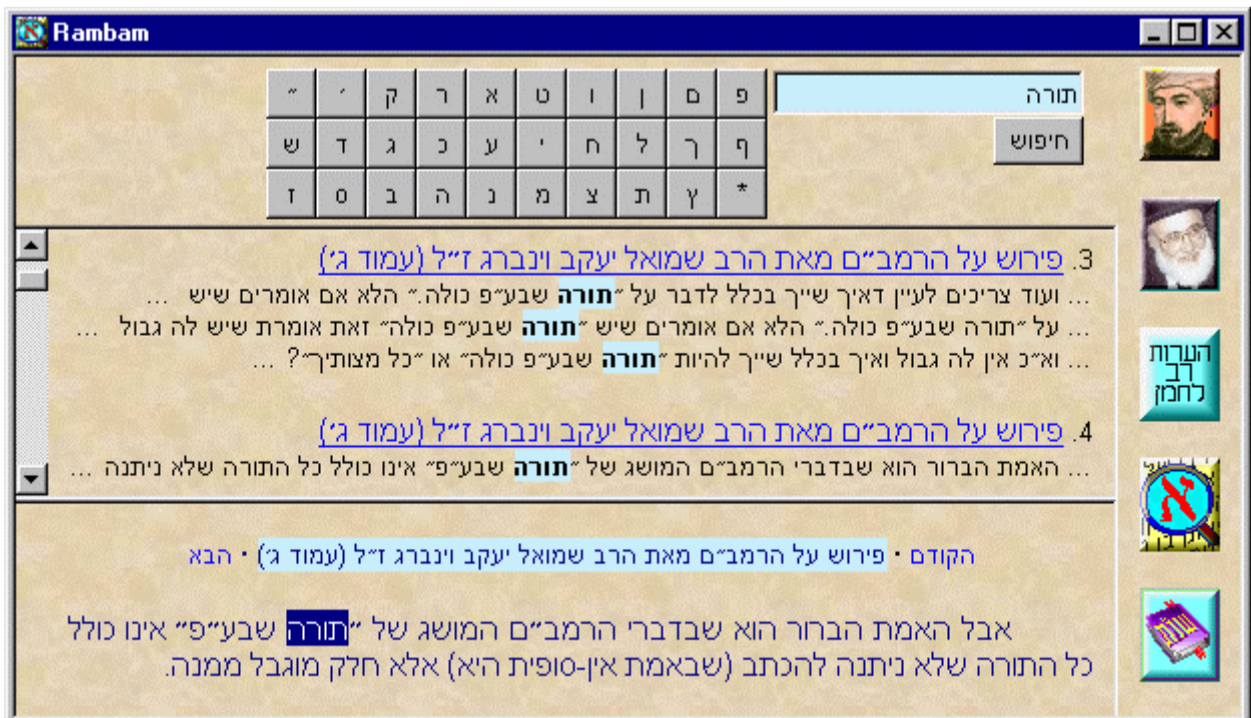 Rambam
תורה
פ ם ן ו ט א ר ק ׳ ״
חיפוש
ף ך ל ח י ע כ ג ד ש
* ץ ת צ מ נ ה ב ס ז
3. פירוש על הרמב״ם מאת הרב שמואל יעקב וינברג ז״ל (עמוד ג׳)
... ועוד צריכים לעיין דאיך שייך בכלל לדבר על ״תורה שבע״פ כולה.״ הלא אם אומרים שיש ...
... על ״תורה שבע״פ כולה.״ הלא אם אומרים שיש ״תורה שבע״פ כולה״ זאת אומרת שיש לה גבול ...
... וא״כ אין לה גבול ואיך בכלל שייך להיות ״תורה שבע״פ כולה״ או ״כל מצותיך״? ...
4. פירוש על הרמב״ם מאת הרב שמואל יעקב וינברג ז״ל (עמוד ג׳)
... האמת הברור הוא שבדברי הרמב״ם המושג של ״תורה שבע״פ״ אינו כולל כל התורה שלא ניתנה ...
הקודם · פירוש על הרמב״ם מאת הרב שמואל יעקב וינברג ז״ל (עמוד ג׳) · הבא
אבל האמת הברור הוא שבדברי הרמב״ם המושג של ״תורה שבע״פ״ אינו כולל
כל התורה שלא ניתנה להכתב (שבאמת אין-סופית היא) אלא חלק מוגבל ממנה.
הערות
רב
לחמן